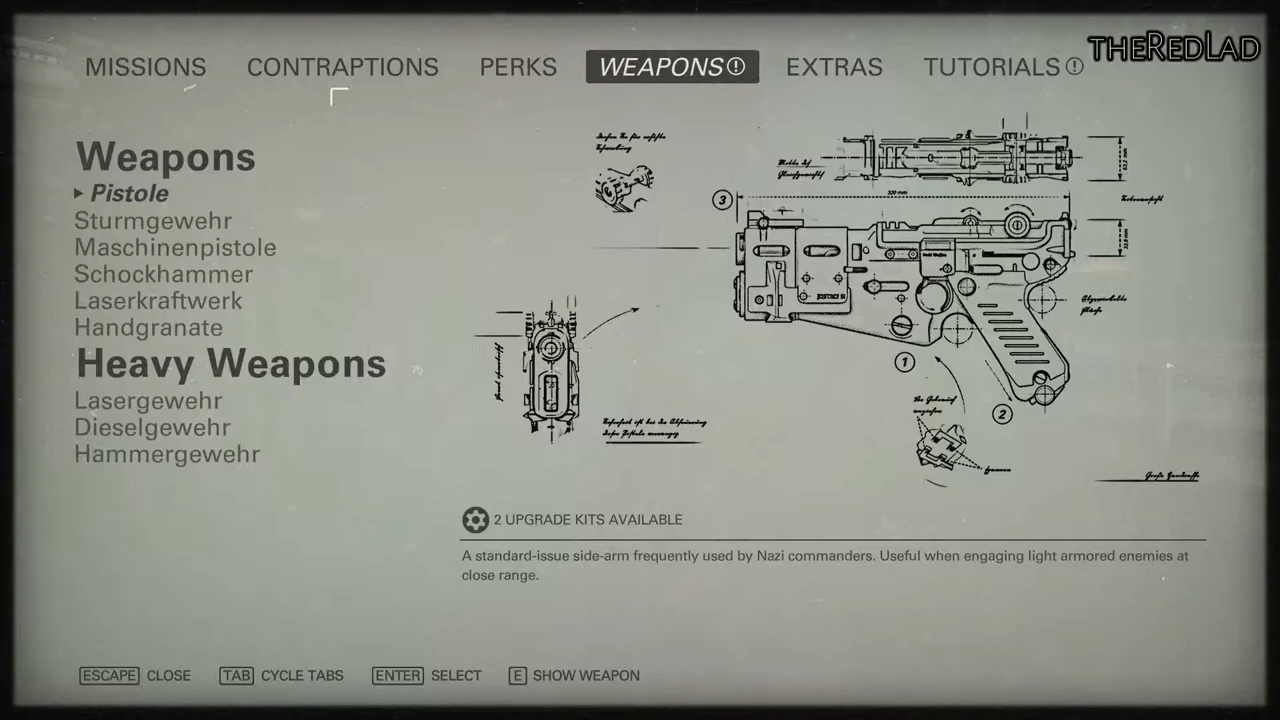 THEREDLAD
MISSIONS CONTRAPTIONS PERKS WEAPONS EXTRAS TUTORIALS
Weapons
Pistole
Sturmgewehr
Maschinenpistole
Schockhammer
Laserkraftwerk
Handgranate
Heavy Weapons
Lasergewehr
Dieselgewehr
Hammergewehr
3
1
2
2 UPGRADE KITS AVAILABLE
A standard-issue side-arm frequently used by Nazi commanders. Useful when engaging light armored enemies at
close range.
ESCAPE CLOSE TAB CYCLE TABS ENTER SELECT E SHOW WEAPON